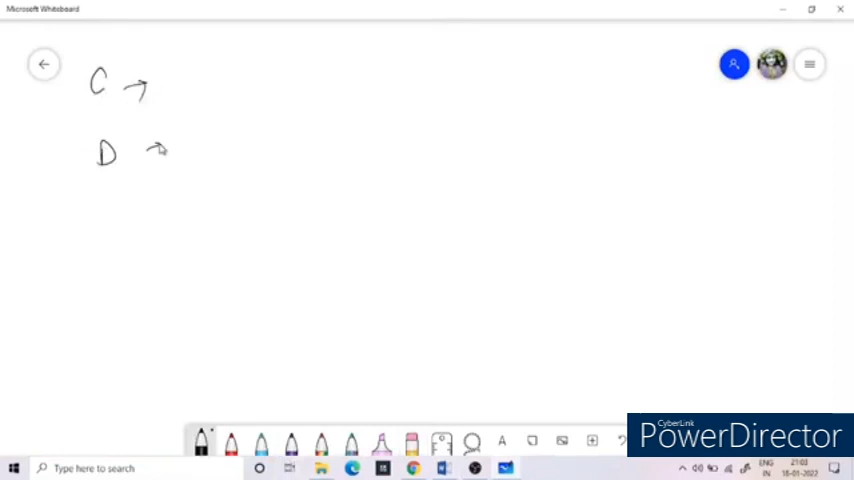 Microsoft Whiteboard
C →
D →
CyberLink
PowerDirector
Type here to search
ENG
IN
21:03
18-01-2022